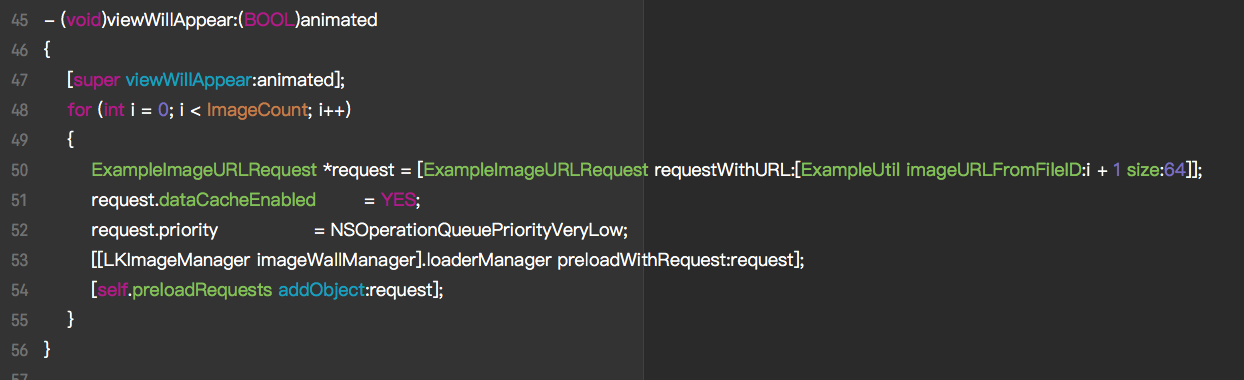 45 - (void)viewWillAppear:(BOOL)animated
46 {
47 [super viewWillAppear:animated];
48 for (int i = 0; i < ImageCount; i++)
49 {
50 ExampleImageURLRequest *request = [ExampleImageURLRequest requestWithURL:[ExampleUtil imageURLFromFileID:i + 1 size:64]];
51 request.dataCacheEnabled = YES;
52 request.priority = NSOperationQueuePriorityVeryLow;
53 [[LKImageManager imageWallManager].loaderManager preloadWithRequest:request];
54 [self.preloadRequests addObject:request];
55 }
56 }
57